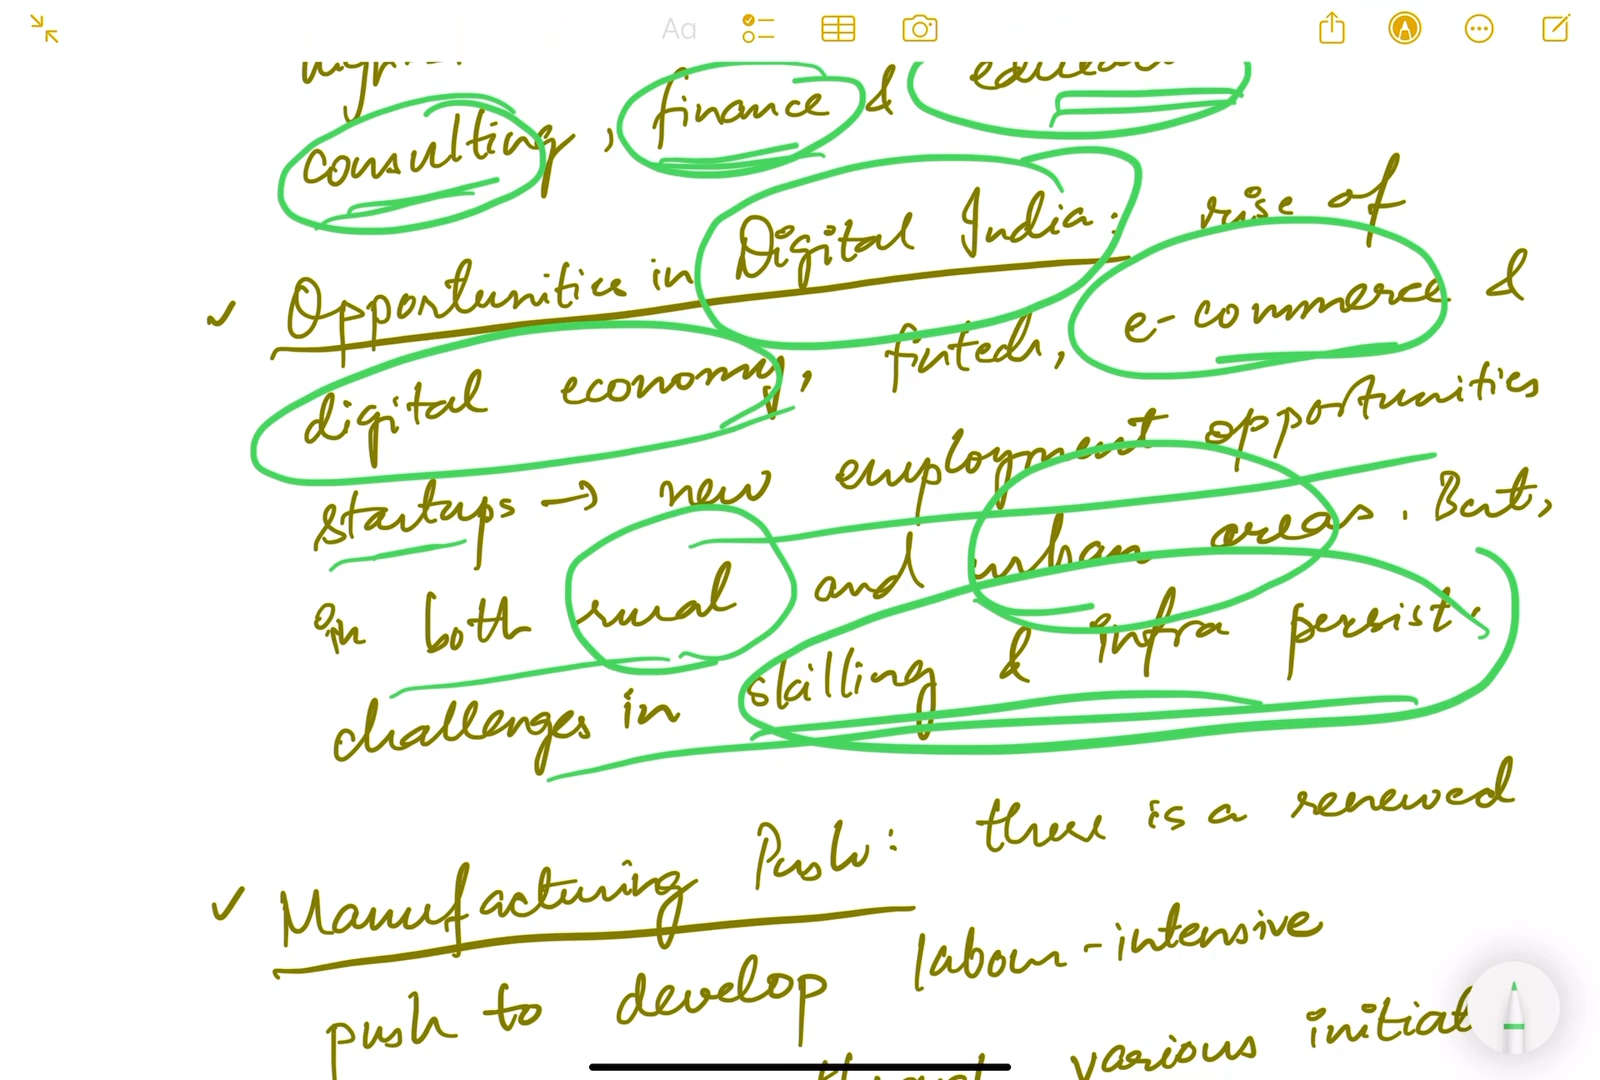 Aa
consulting, finance &
✓ Opportunities in Digital India: rise of
digital economy, fintech, e-commerce &
startups → new employment opportunities
in both rural and urban areas. But,
challenges in skilling & infra persist.
✓ Manufacturing Push: there is a renewed
push to develop labour-intensive
through various